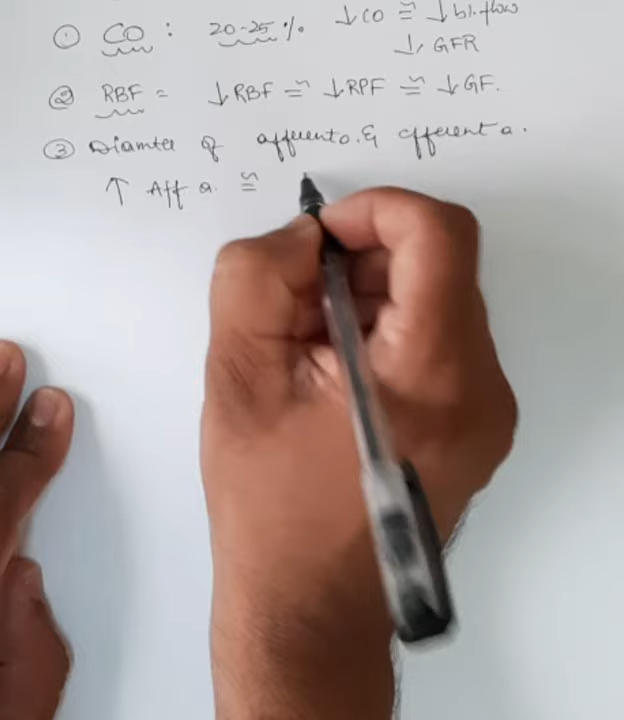 ① CO : 20-25% ↓CO ≅ ↓bl. flow
↓ GFR
② RBF = ↓RBF ≅ ↓RPF ≅ ↓GF.
③ Diamter of afferent a. & efferent a.
↑ Aff a. ≅